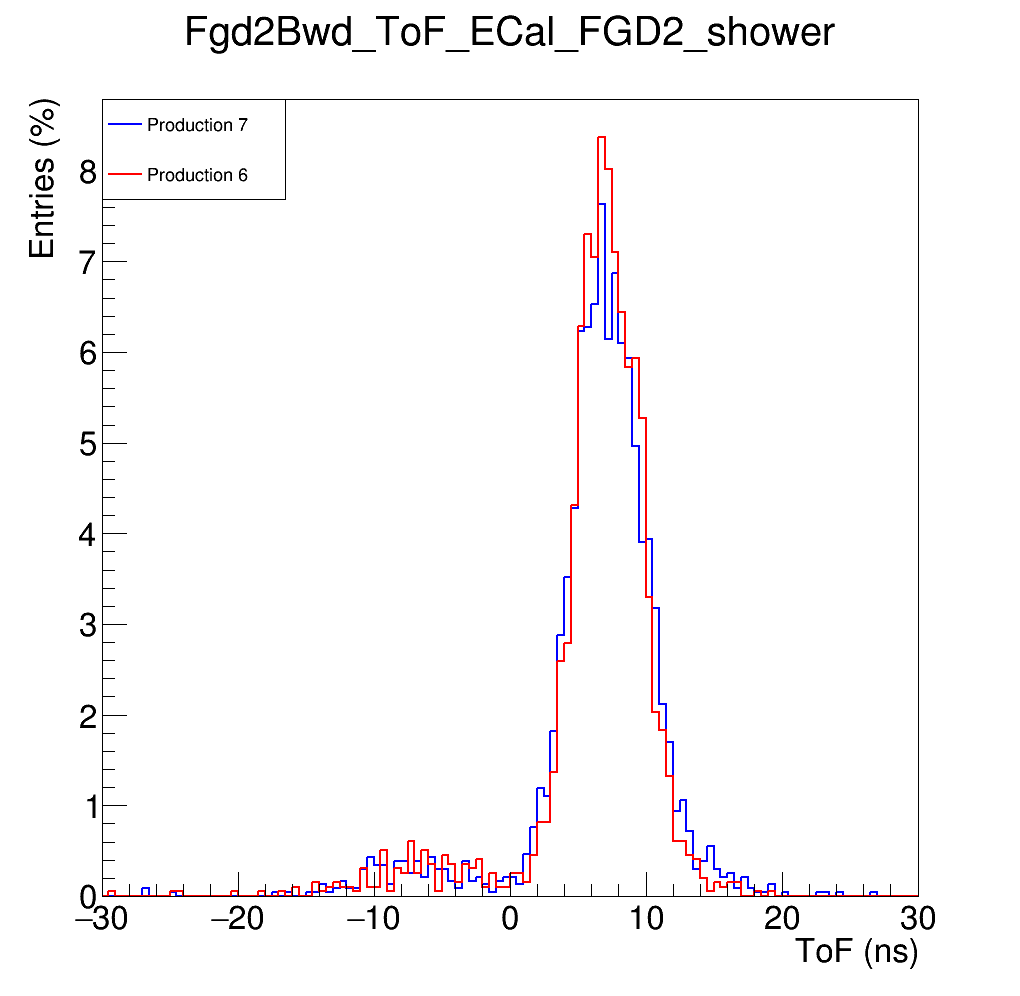 Fgd2Bwd_ToF_ECal_FGD2_shower
Entries (%)
Production 7
Production 6
8
7
6
5
4
3
2
1
0
−30 −20 −10 0 10 20 30
ToF (ns)